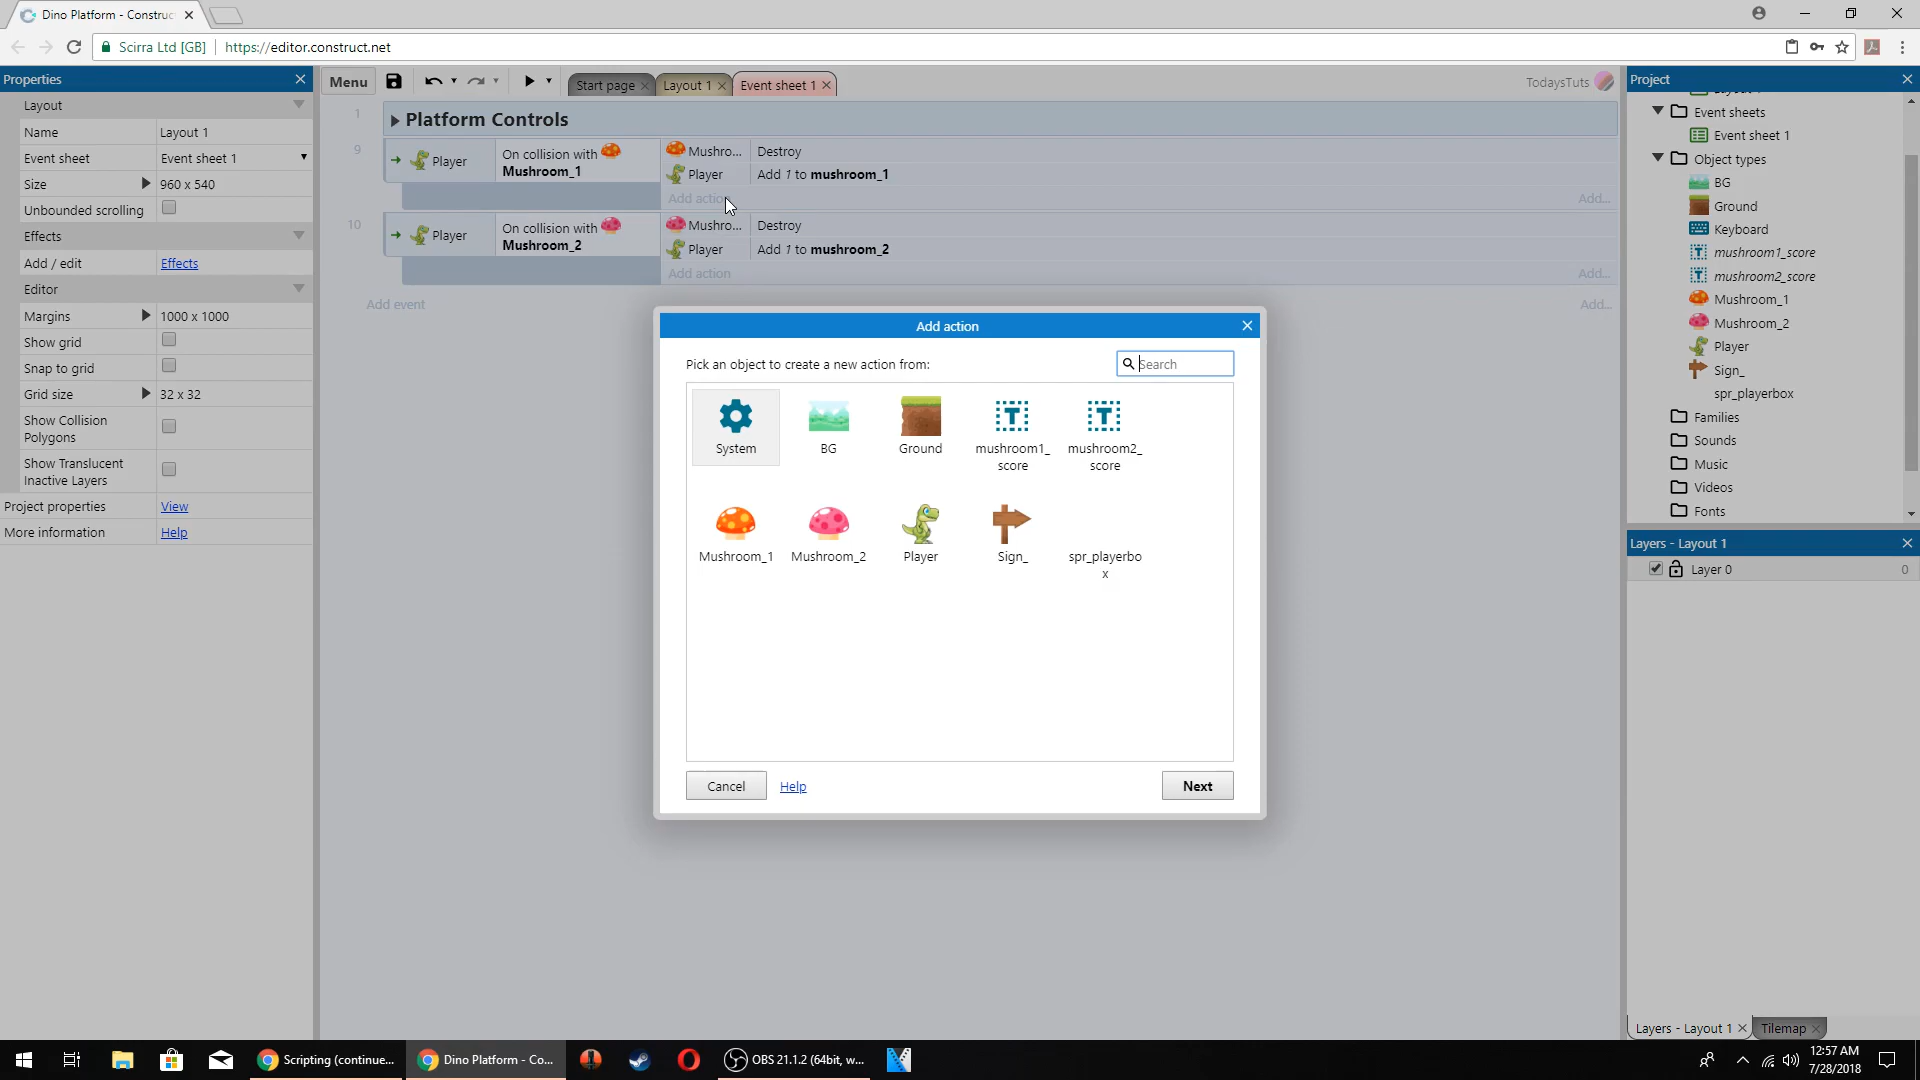 Dino Platform - Construc
Scirra Ltd [GB]
https://editor.construct.net
Properties
Layout
Name
Layout 1
Event sheet
Event sheet 1
Size
960 x 540
Unbounded scrolling
Effects
Add / edit
Effects
Editor
Margins
1000 x 1000
Show grid
Snap to grid
Grid size
32 x 32
Show Collision
Polygons
Show Translucent
Inactive Layers
Project properties
View
More information
Help
Menu
Start page
Layout 1
Event sheet 1
TodaysTuts
1
Platform Controls
9
Player
On collision with
Mushroom_1
Mushro...
Destroy
Player
Add 1 to mushroom_1
Add action
Add...
10
Player
On collision with
Mushroom_2
Mushro...
Destroy
Player
Add 1 to mushroom_2
Add action
Add...
Add event
Add...
Add action
Pick an object to create a new action from:
Search
System
BG
Ground
mushroom1_
score
mushroom2_
score
Mushroom_1
Mushroom_2
Player
Sign_
spr_playerbo
x
Cancel
Help
Next
Project
Event sheets
Event sheet 1
Object types
BG
Ground
Keyboard
mushroom1_score
mushroom2_score
Mushroom_1
Mushroom_2
Player
Sign_
spr_playerbox
Families
Sounds
Music
Videos
Fonts
Layers - Layout 1
Layer 0
0
Layers - Layout 1
Tilemap
Scripting (continue...
Dino Platform - Co...
OBS 21.1.2 (64bit, w...
12:57 AM
7/28/2018